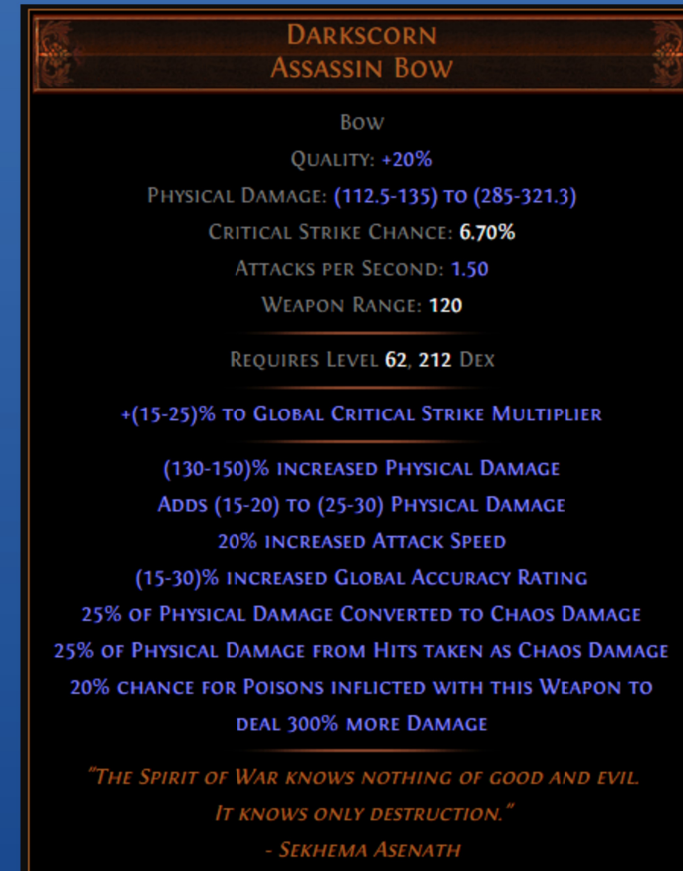 Darkscorn
Assassin Bow
Bow
Quality: +20%
Physical Damage: (112.5-135) to (285-321.3)
Critical Strike Chance: 6.70%
Attacks per Second: 1.50
Weapon Range: 120
Requires Level 62, 212 Dex
+(15-25)% to Global Critical Strike Multiplier
(130-150)% increased Physical Damage
Adds (15-20) to (25-30) Physical Damage
20% increased Attack Speed
(15-30)% increased Global Accuracy Rating
25% of Physical Damage Converted to Chaos Damage
25% of Physical Damage from Hits taken as Chaos Damage
20% chance for Poisons inflicted with this Weapon to
deal 300% more Damage
"The Spirit of War knows nothing of good and evil.
It knows only destruction."
- Sekhema Asenath